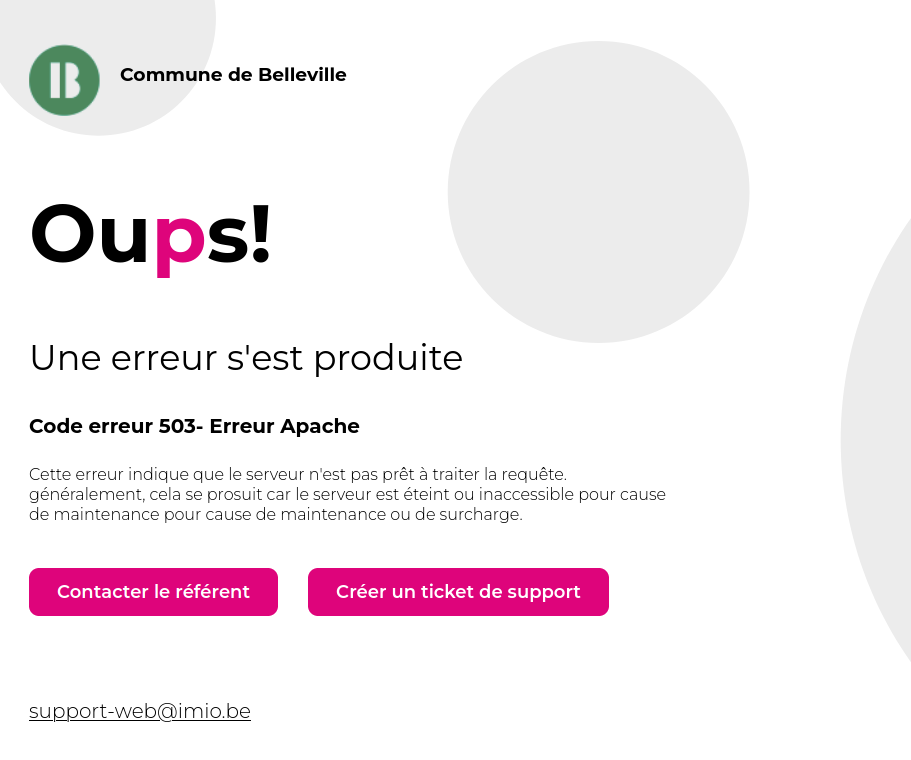 B
Commune de Belleville
Oups!
Une erreur s'est produite
Code erreur 503- Erreur Apache
Cette erreur indique que le serveur n'est pas prêt à traiter la requête.
généralement, cela se prosuit car le serveur est éteint ou inaccessible pour cause
de maintenance pour cause de maintenance ou de surcharge.
Contacter le référent
Créer un ticket de support
support-web@imio.be